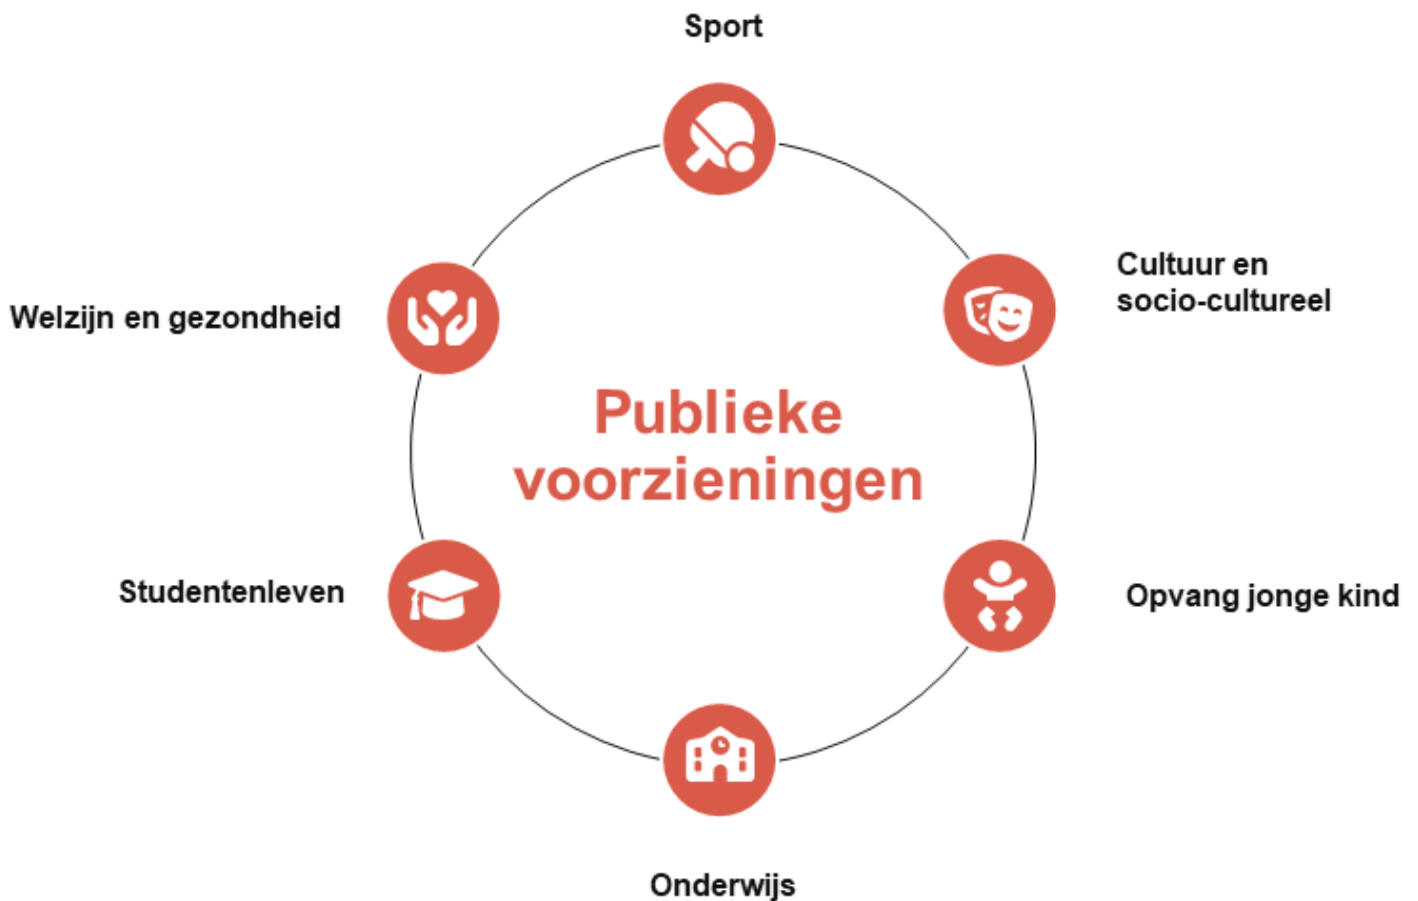 Sport
Cultuur en
socio-cultureel
Welzijn en gezondheid
Publieke
voorzieningen
Studentenleven
Opvang jonge kind
Onderwijs